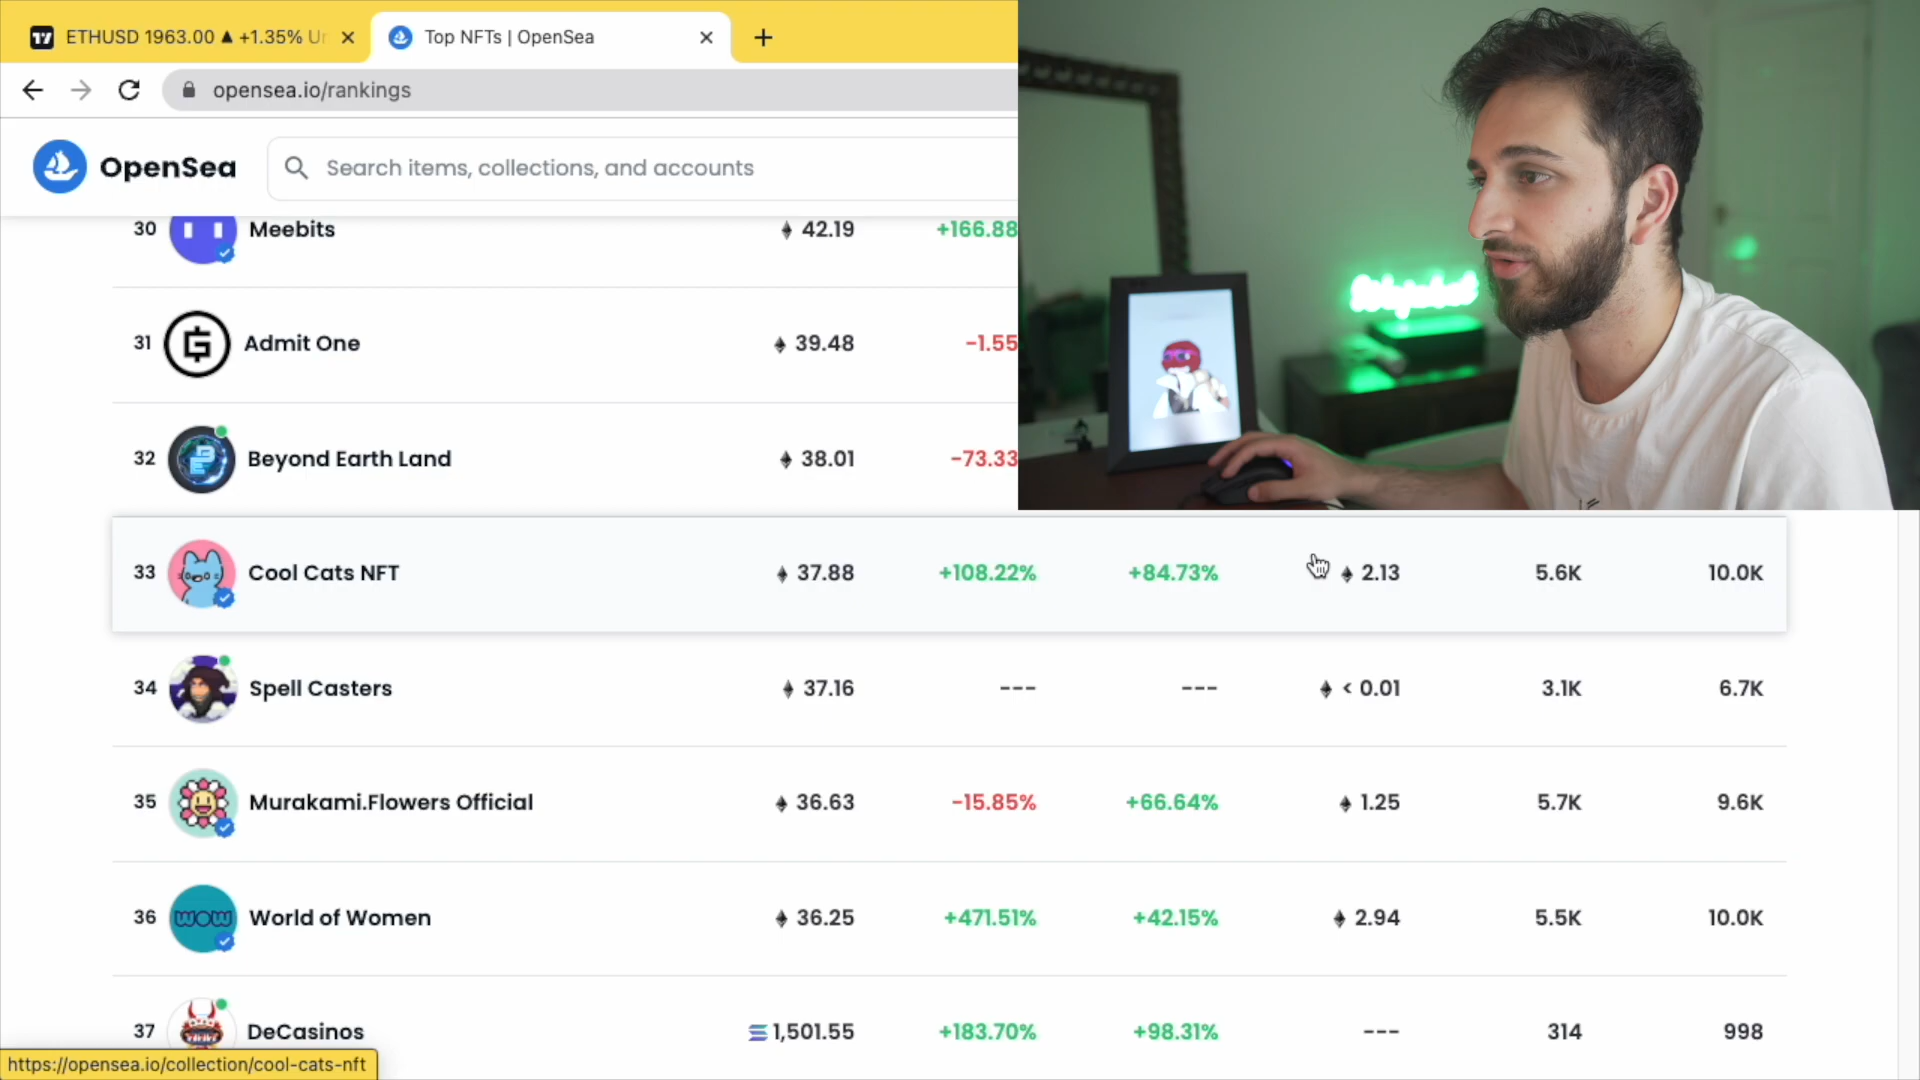 ETHUSD 1963.00 ▲ +1.35% Ur
Top NFTs | OpenSea
opensea.io/rankings
OpenSea
Search items, collections, and accounts
30 Meebits 42.19 +166.88
31 Admit One 39.48 -1.55
32 Beyond Earth Land 38.01 -73.33
33 Cool Cats NFT 37.88 +108.22% +84.73% 2.13 5.6K 10.0K
34 Spell Casters 37.16 --- --- < 0.01 3.1K 6.7K
35 Murakami.Flowers Official 36.63 -15.85% +66.64% 1.25 5.7K 9.6K
WOW
36 World of Women 36.25 +471.51% +42.15% 2.94 5.5K 10.0K
37 DeCasinos 1,501.55 +183.70% +98.31% --- 314 998
https://opensea.io/collection/cool-cats-nft